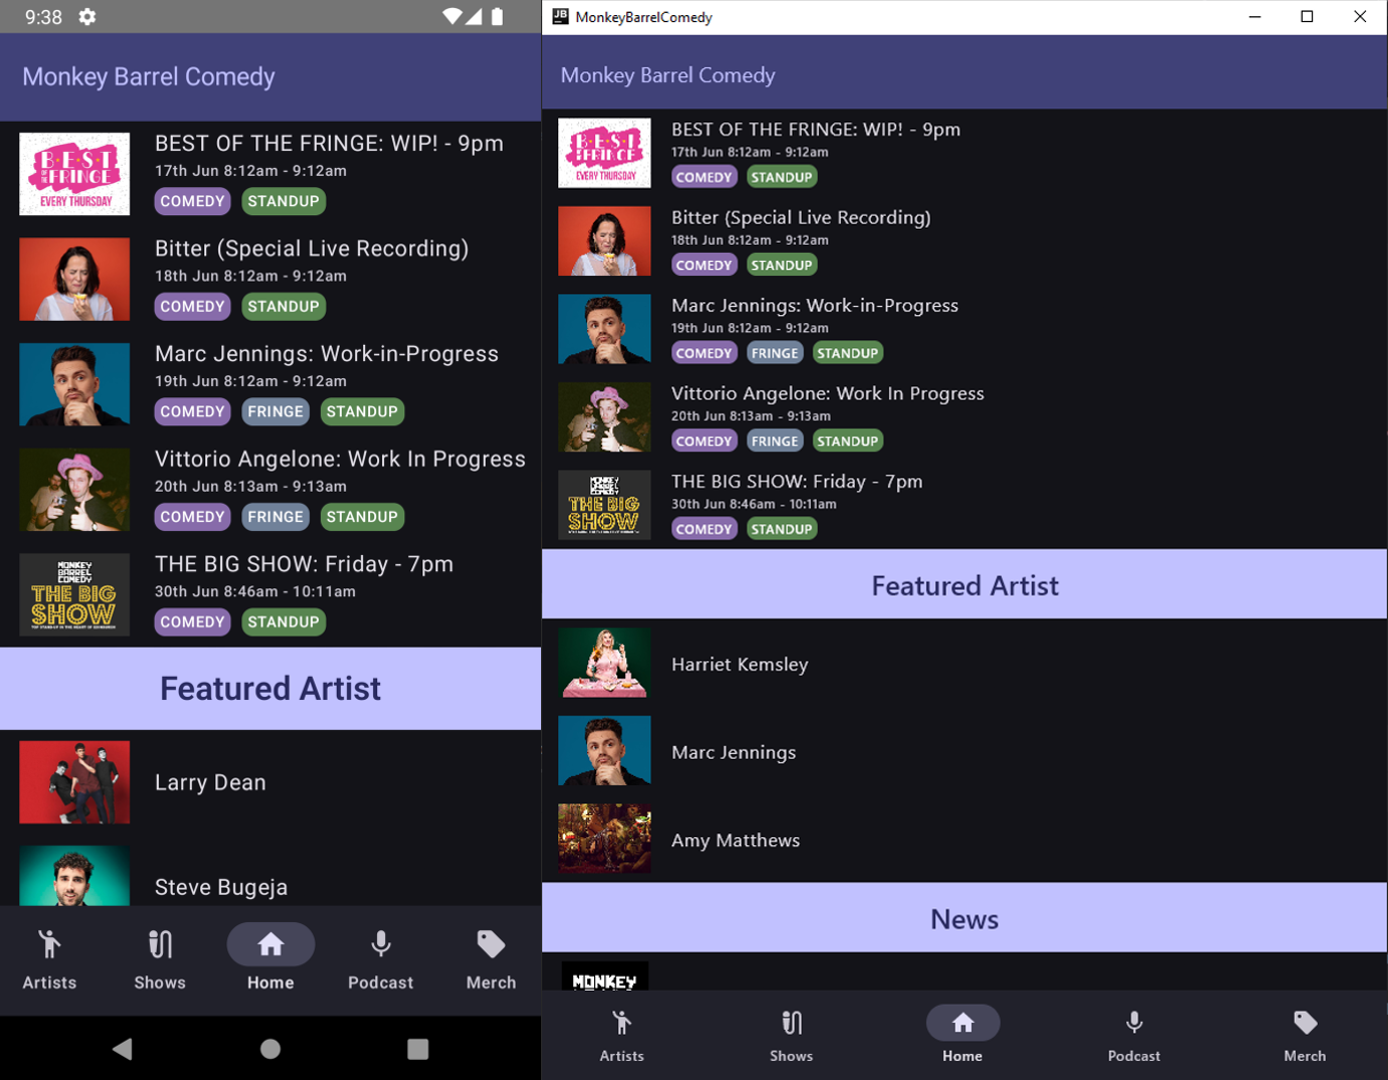 9:38
Monkey Barrel Comedy
BEST
OF THE
FRINGE
EVERY THURSDAY
BEST OF THE FRINGE: WIP! - 9pm
17th Jun 8:12am - 9:12am
COMEDY STANDUP
Bitter (Special Live Recording)
18th Jun 8:12am - 9:12am
COMEDY STANDUP
Marc Jennings: Work-in-Progress
19th Jun 8:12am - 9:12am
COMEDY FRINGE STANDUP
Vittorio Angelone: Work In Progress
20th Jun 8:13am - 9:13am
COMEDY FRINGE STANDUP
MONKEY
BARREL
COMEDY
THE BIG
SHOW
THE BIG SHOW: Friday - 7pm
30th Jun 8:46am - 10:11am
COMEDY STANDUP
Featured Artist
Larry Dean
Steve Bugeja
Artists Shows Home Podcast Merch
JB MonkeyBarrelComedy
Monkey Barrel Comedy
BEST
FRINGE
EVERY THURSDAY
BEST OF THE FRINGE: WIP! - 9pm
17th Jun 8:12am - 9:12am
COMEDY STANDUP
Bitter (Special Live Recording)
18th Jun 8:12am - 9:12am
COMEDY STANDUP
Marc Jennings: Work-in-Progress
19th Jun 8:12am - 9:12am
COMEDY FRINGE STANDUP
Vittorio Angelone: Work In Progress
20th Jun 8:13am - 9:13am
COMEDY FRINGE STANDUP
MONKEY
BARREL
COMEDY
THE BIG
SHOW
THE BIG SHOW: Friday - 7pm
30th Jun 8:46am - 10:11am
COMEDY STANDUP
Featured Artist
Harriet Kemsley
Marc Jennings
Amy Matthews
News
MONKEY
Artists Shows Home Podcast Merch